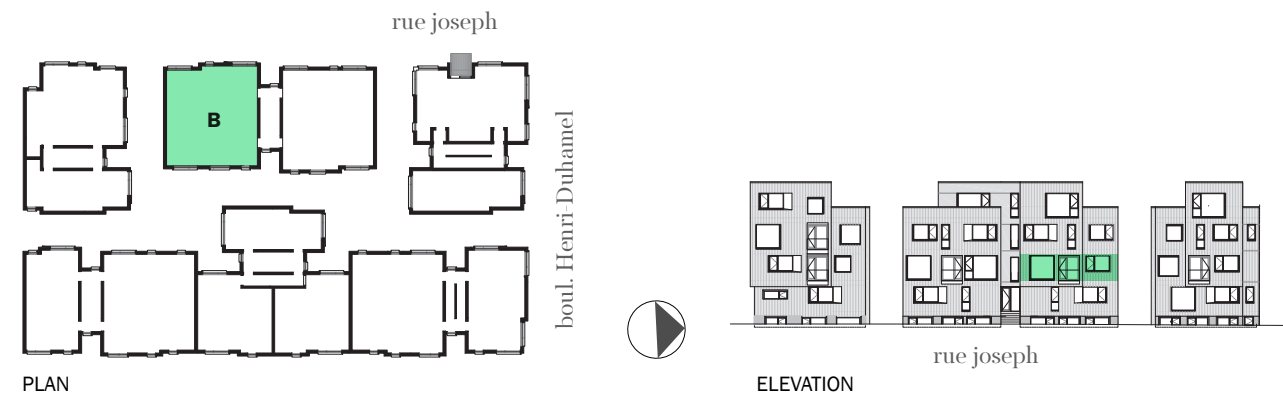 rue joseph
B
boul. Henri-Duhamel
PLAN
rue joseph
ELEVATION